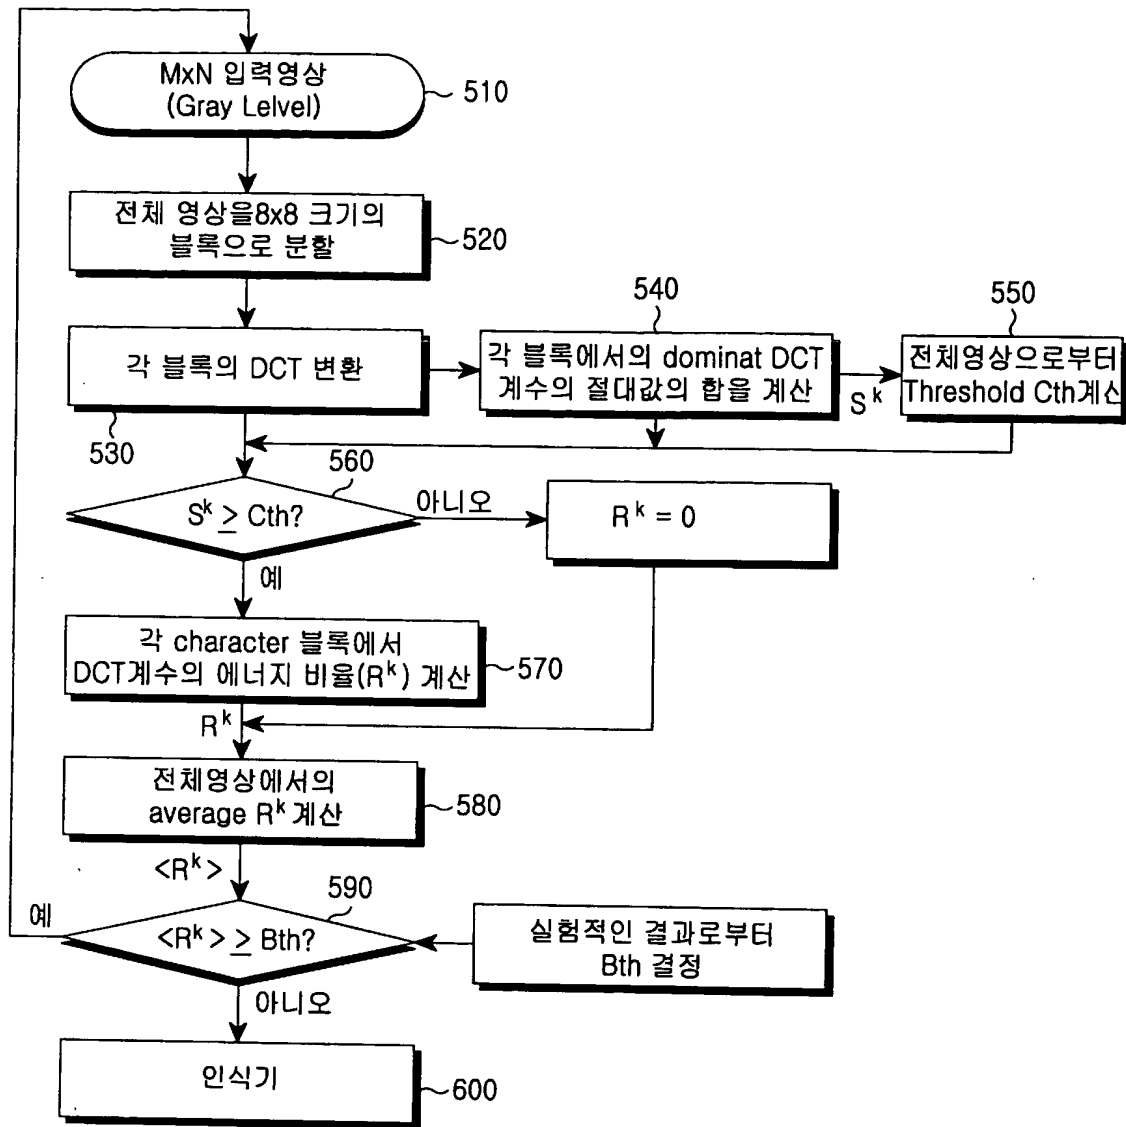 MxN 입력영상
(Gray Lelvel)
510
전체 영상을8x8 크기의
블록으로 분할
520
각 블록의 DCT 변환
530
540
각 블록에서의 dominat DCT
계수의 절대값의 합을 계산
S^k
550
전체영상으로부터
Threshold Cth계산
560
S^k ≥ Cth?
아니오
R^k = 0
예
각 character 블록에서
DCT계수의 에너지 비율(R^k) 계산
570
R^k
전체영상에서의
average R^k 계산
580
<R^k>
590
예
<R^k> ≥ Bth?
실험적인 결과로부터
Bth 결정
아니오
인식기
600